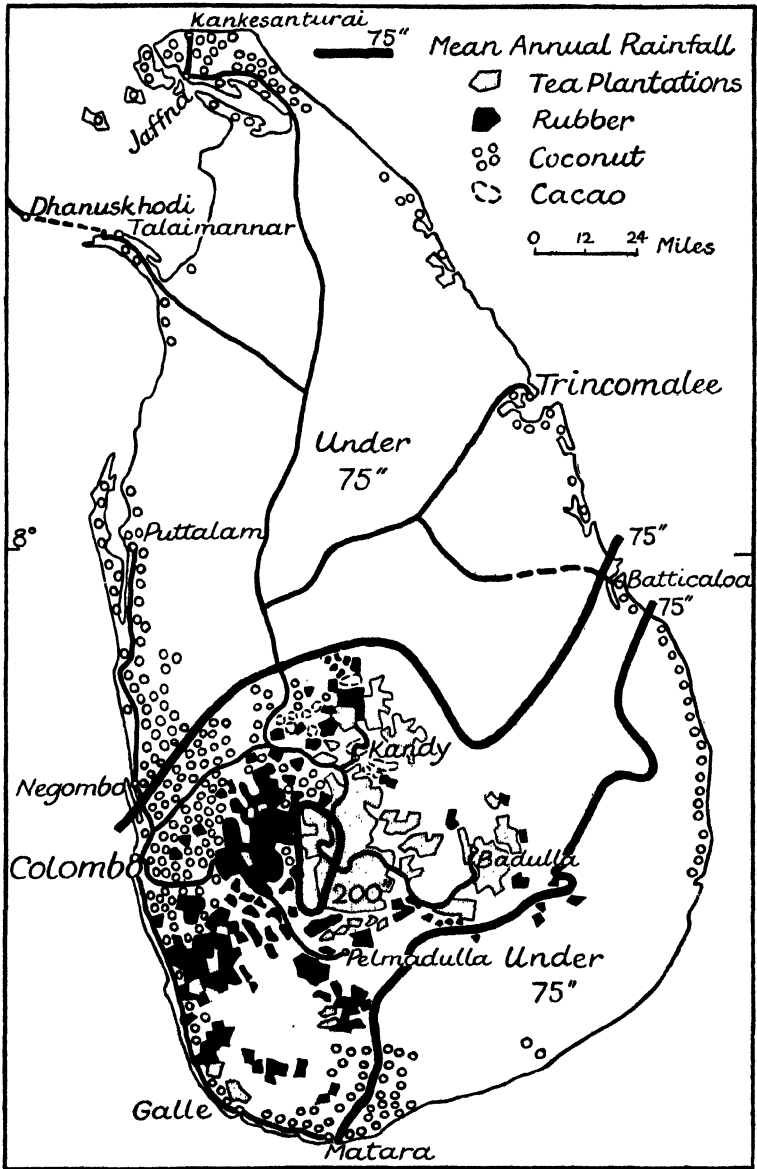 Kankesanturai
75"
Mean Annual Rainfall
Tea Plantations
Rubber
Coconut
Cacao
0 12 24 Miles
Jaffna
Dhanuskhodi
Talaimannar
Trincomalee
Under
75"
8°
Puttalam
75"
Batticaloa
75"
Kandy
Negombo
Colombo
Badulla
200"
Pelmadulla
Under
75"
Galle
Matara